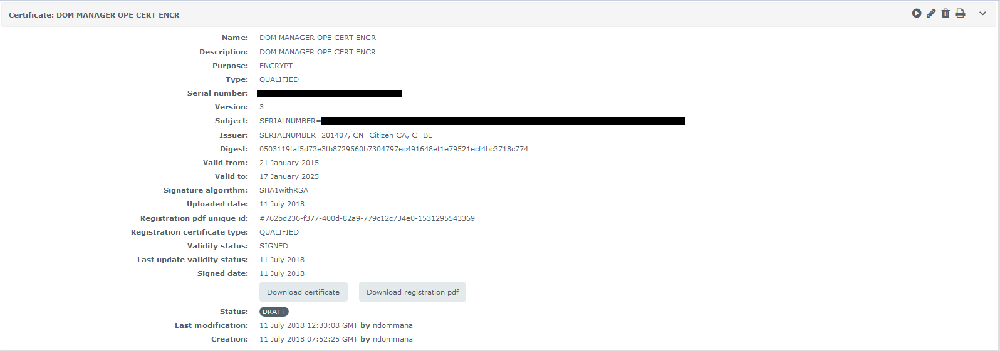 Certificate: DOM MANAGER OPE CERT ENCR
Name: DOM MANAGER OPE CERT ENCR
Description: DOM MANAGER OPE CERT ENCR
Purpose: ENCRYPT
Type: QUALIFIED
Serial number:
Version: 3
Subject: SERIALNUMBER=
Issuer: SERIALNUMBER=201407, CN=Citizen CA, C=BE
Digest: 0503119faf5d73e3fb8729560b7304797ec491648ef1e79521ecf4bc3718c774
Valid from: 21 January 2015
Valid to: 17 January 2025
Signature algorithm: SHA1withRSA
Uploaded date: 11 July 2018
Registration pdf unique id: #762bd236-f377-400d-82a9-779c12c734e0-1531295543369
Registration certificate type: QUALIFIED
Validity status: SIGNED
Last update validity status: 11 July 2018
Signed date: 11 July 2018
Download certificate Download registration pdf
Status: DRAFT
Last modification: 11 July 2018 12:33:08 GMT by ndommana
Creation: 11 July 2018 07:52:25 GMT by ndommana